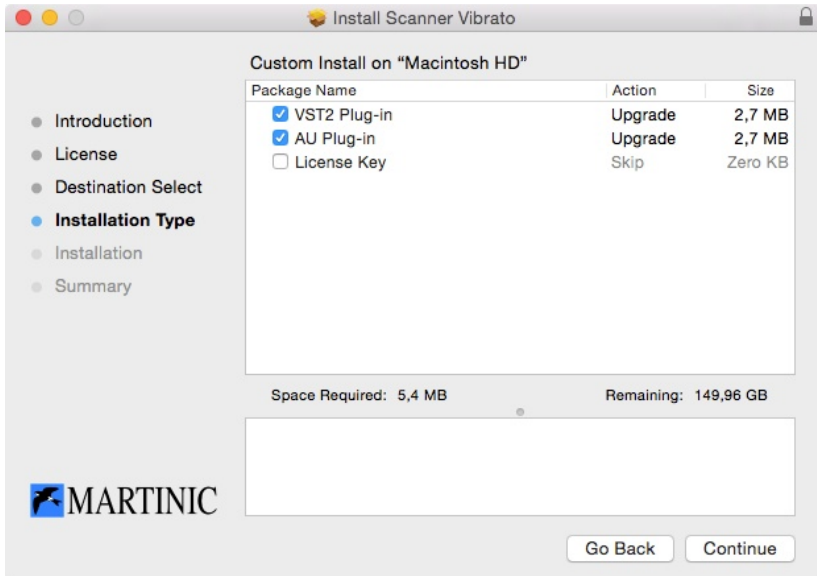 Install Scanner Vibrato
Custom Install on “Macintosh HD”
Introduction
License
Destination Select
Installation Type
Installation
Summary
Package Name Action Size
VST2 Plug-in Upgrade 2,7 MB
AU Plug-in Upgrade 2,7 MB
License Key Skip Zero KB
Space Required: 5,4 MB Remaining: 149,96 GB
MARTINIC
Go Back Continue